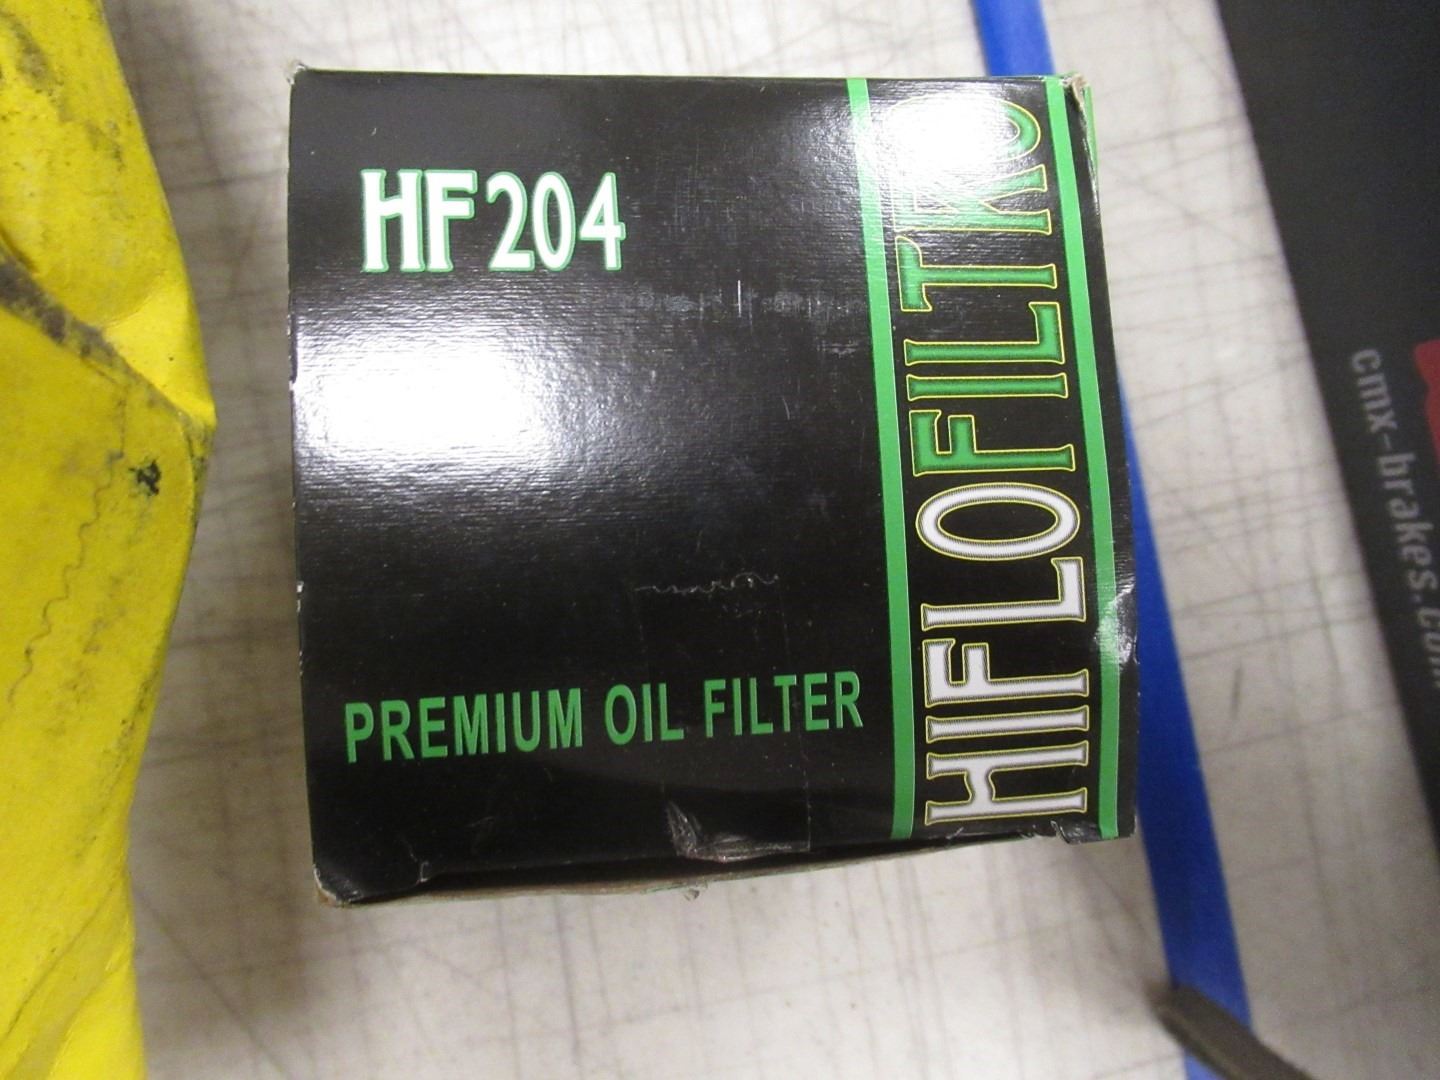 HF204
PREMIUM OIL FILTER
HIFLOFILTRO
cmx-brakes.com